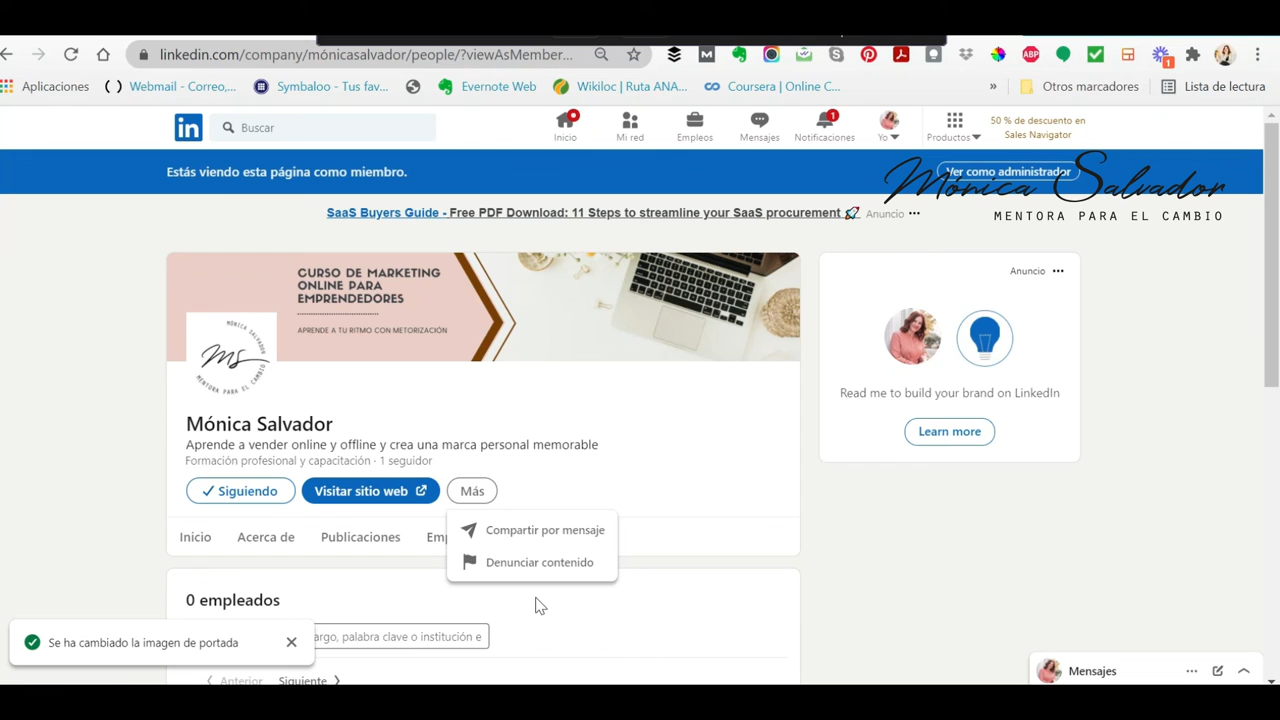 linkedin.com/company/mónicasalvador/people/?viewAsMember...
ABP
1
Aplicaciones
Webmail - Correo,...
Symbaloo - Tus fav...
Evernote Web
Wikiloc | Ruta ANA...
Coursera | Online C...
»
Otros marcadores
Lista de lectura
in
Buscar
Inicio
Mi red
Empleos
Mensajes
1
Notificaciones
Yo
Productos
50 % de descuento en
Sales Navigator
Estás viendo esta página como miembro.
Ver como administrador
Mónica Salvador
MENTORA PARA EL CAMBIO
SaaS Buyers Guide - Free PDF Download: 11 Steps to streamline your SaaS procurement 🚀 Anuncio •••
CURSO DE MARKETING
ONLINE PARA
EMPRENDEDORES
APRENDE A TU RITMO CON METORIZACIÓN
MÓNICA SALVADOR
MS
MENTORA PARA EL CAMBIO
Mónica Salvador
Aprende a vender online y offline y crea una marca personal memorable
Formación profesional y capacitación · 1 seguidor
Siguiendo
Visitar sitio web
Más
Compartir por mensaje
Denunciar contenido
Inicio
Acerca de
Publicaciones
Em
0 empleados
argo, palabra clave o institución e
Anterior
Siguiente
Se ha cambiado la imagen de portada
Anuncio •••
Read me to build your brand on LinkedIn
Learn more
Mensajes